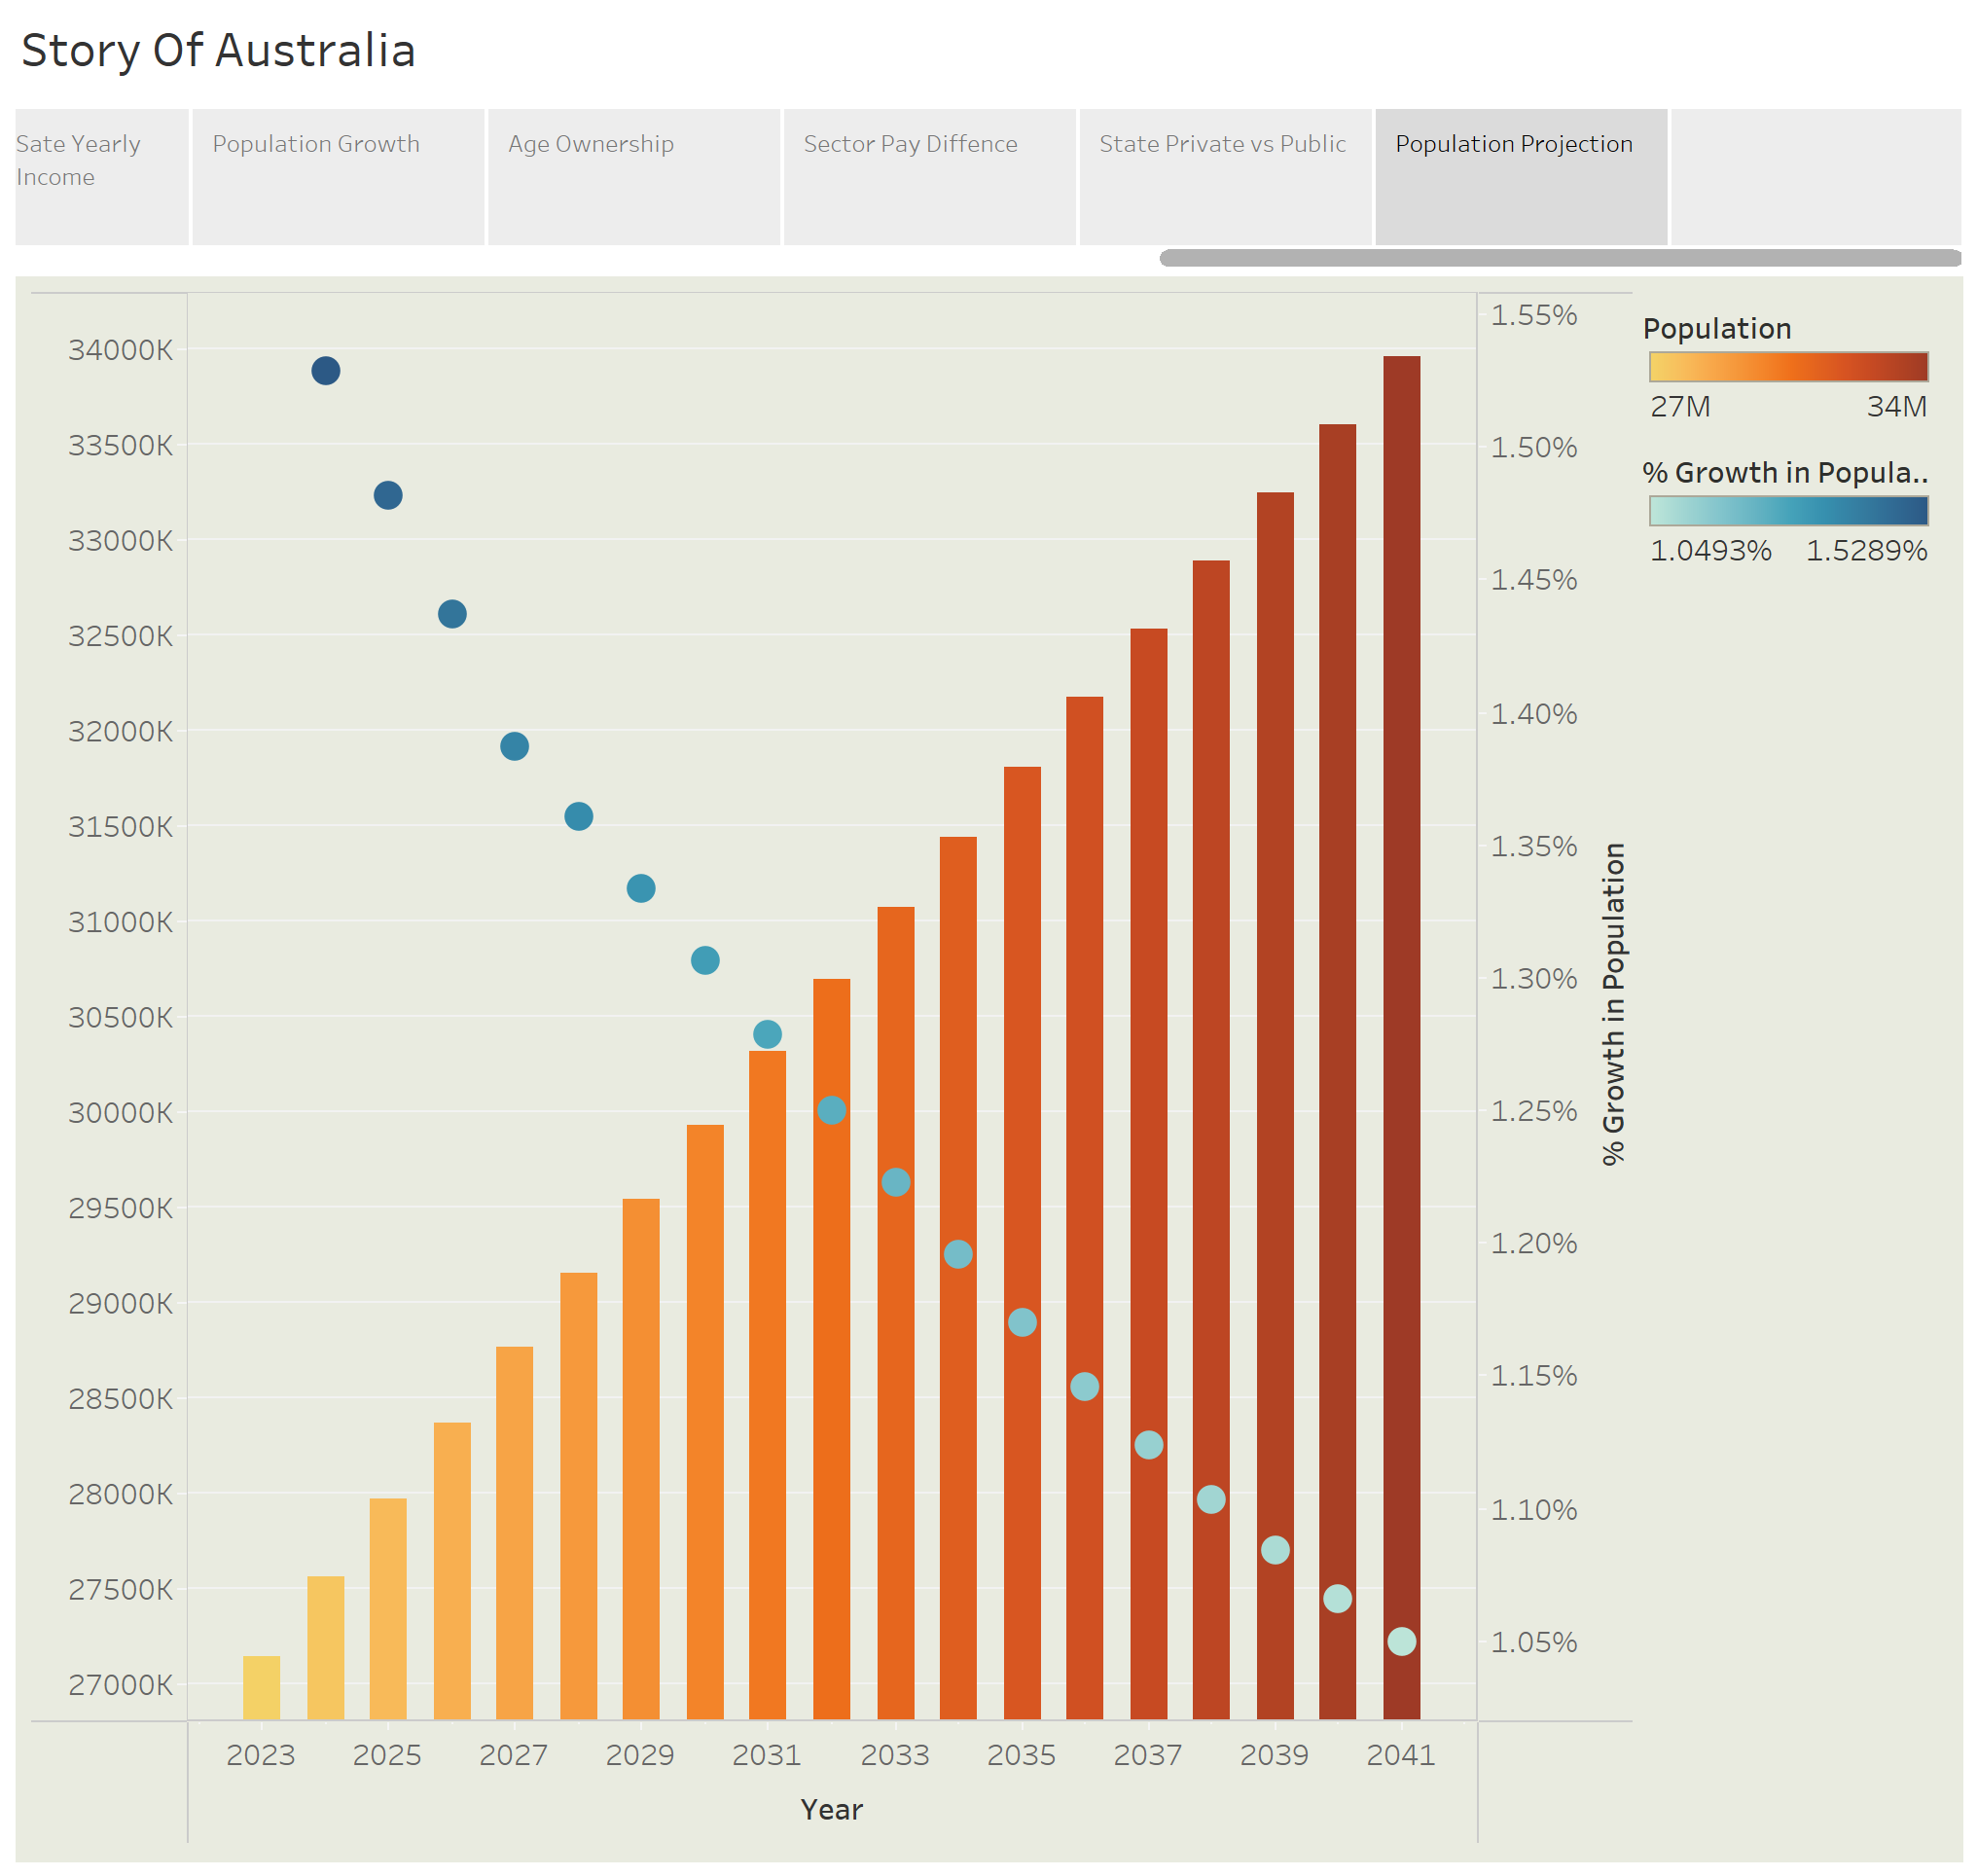 Story Of Australia
Sate Yearly
Income
Population Growth
Age Ownership
Sector Pay Diffence
State Private vs Public
Population Projection
34000K
33500K
33000K
32500K
32000K
31500K
31000K
30500K
30000K
29500K
29000K
28500K
28000K
27500K
27000K
1.55%
1.50%
1.45%
1.40%
1.35%
1.30%
1.25%
1.20%
1.15%
1.10%
1.05%
% Growth in Population
2023 2025 2027 2029 2031 2033 2035 2037 2039 2041
Year
Population
27M 34M
% Growth in Popula..
1.0493% 1.5289%